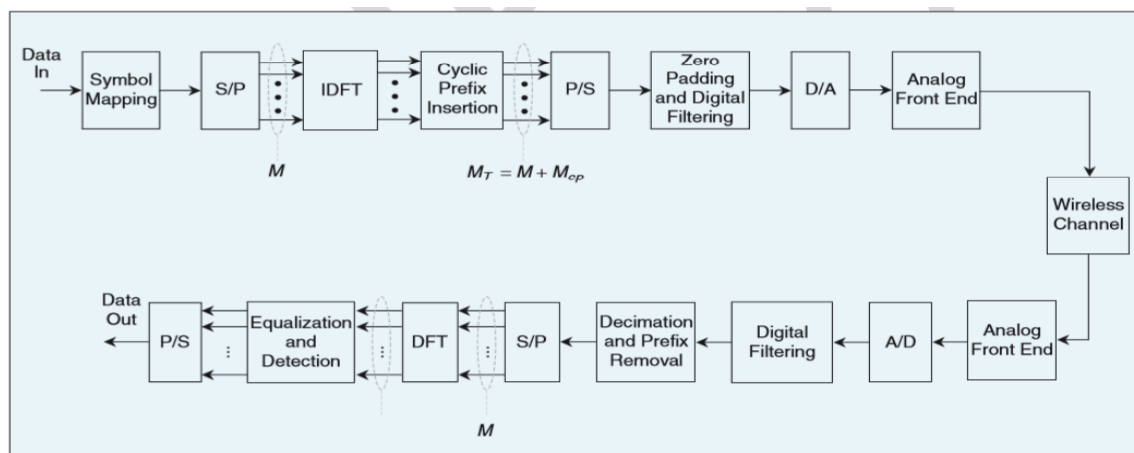 Data
In
Symbol
Mapping
S/P
IDFT
Cyclic
Prefix
Insertion
P/S
Zero
Padding
and Digital
Filtering
D/A
Analog
Front End
M
M_T = M + M_cp
Wireless
Channel
Data
Out
P/S
Equalization
and
Detection
DFT
S/P
Decimation
and Prefix
Removal
Digital
Filtering
A/D
Analog
Front End
M